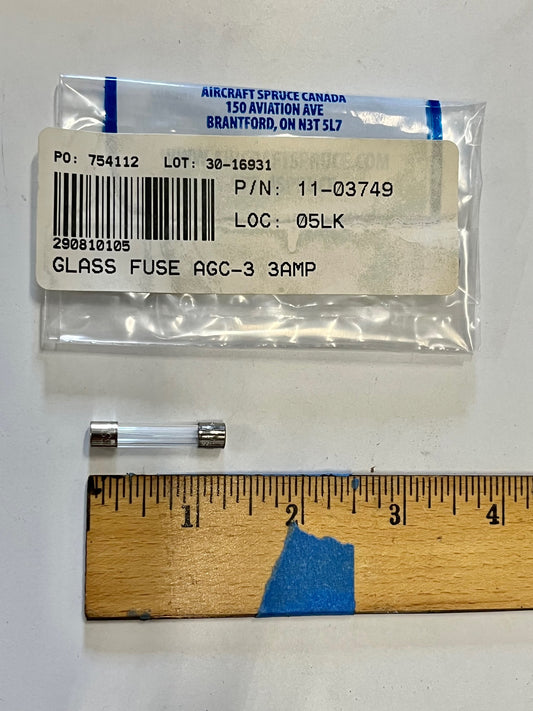 AIRCRAFT SPRUCE CANADA
150 AVIATION AVE
BRANTFORD, ON N3T 5L7
PO: 754112 LOT: 30-16931
P/N: 11-03749
LOC: 05LK
290810105
GLASS FUSE AGC-3 3AMP
1 2 3 4